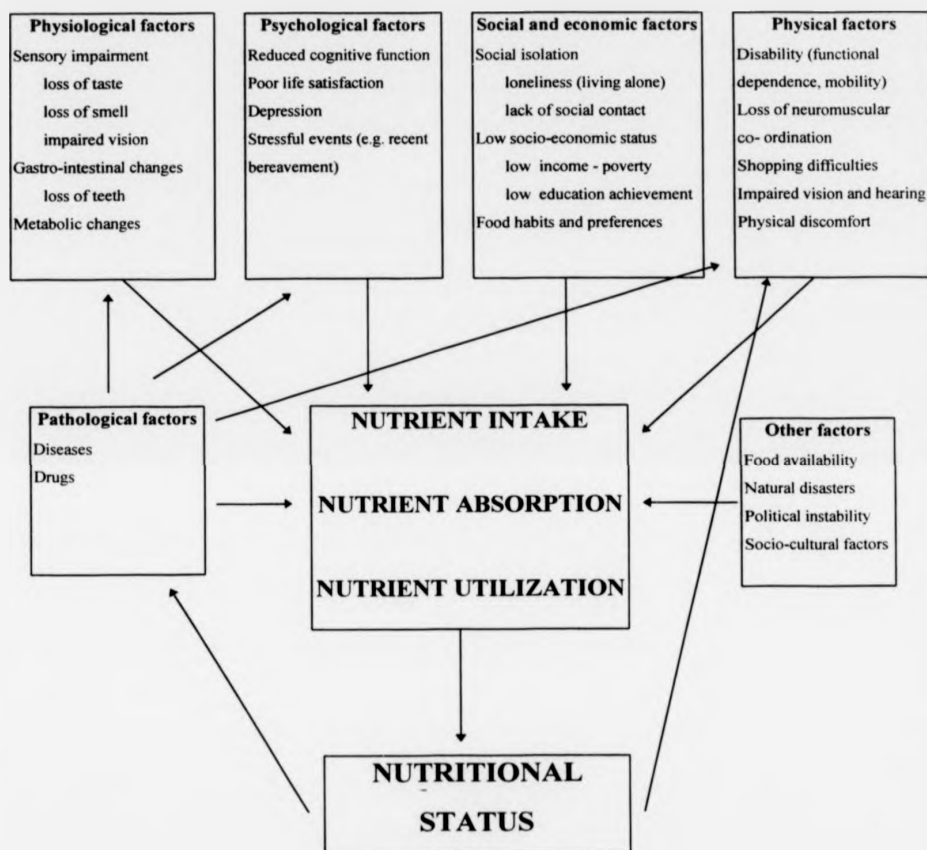 Physiological factors
Sensory impairment
loss of taste
loss of smell
impaired vision
Gastro-intestinal changes
loss of teeth
Metabolic changes
Psychological factors
Reduced cognitive function
Poor life satisfaction
Depression
Stressful events (e.g. recent
bereavement)
Social and economic factors
Social isolation
loneliness (living alone)
lack of social contact
Low socio-economic status
low income - poverty
low education achievement
Food habits and preferences
Physical factors
Disability (functional
dependence, mobility)
Loss of neuromuscular
co- ordination
Shopping difficulties
Impaired vision and hearing
Physical discomfort
Pathological factors
Diseases
Drugs
NUTRIENT INTAKE
NUTRIENT ABSORPTION
NUTRIENT UTILIZATION
Other factors
Food availability
Natural disasters
Political instability
Socio-cultural factors
NUTRITIONAL
STATUS